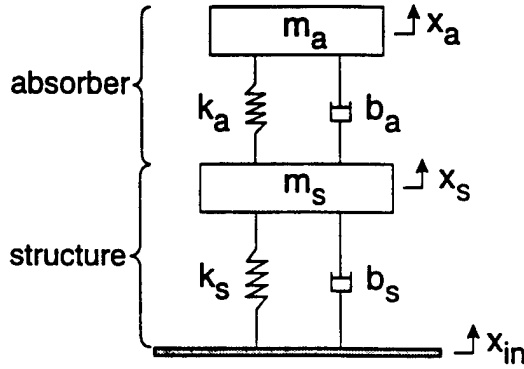 m_a
x_a
absorber
k_a
b_a
m_s
x_s
structure
k_s
b_s
x_in